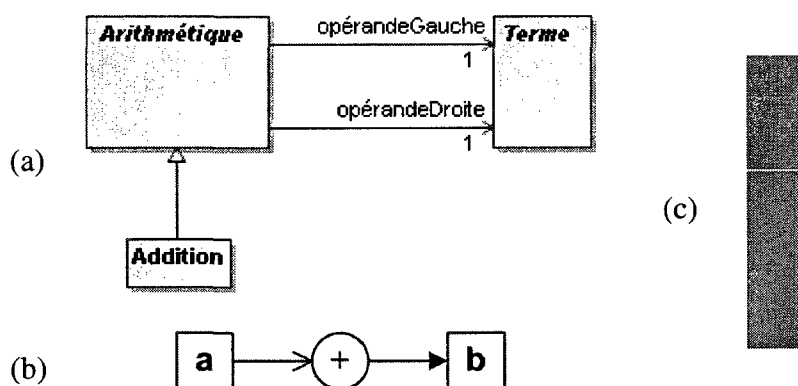 Arithmétique
opérandeGauche
1
Terme
opérandeDroite
1
(a)
Addition
(c)
(b)
a
+
b